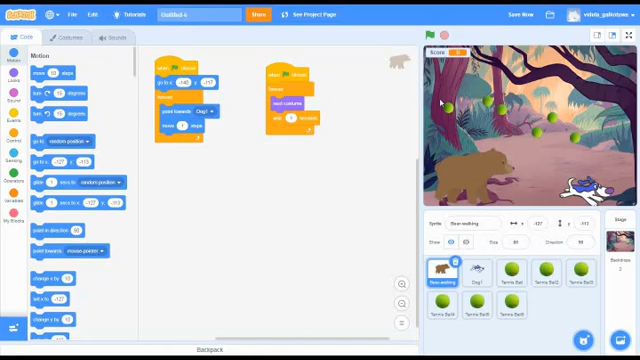 SCRATCH
File
Edit
Tutorials
Untitled-4
Share
See Project Page
Save Now
Code
Costumes
Sounds
Motion
Looks
Sound
Events
Control
Sensing
Operators
Variables
My Blocks
Motion
move 10 steps
turn 15 degrees
turn 15 degrees
go to random position
go to x: -127 y: -113
glide 1 secs to random position
glide 1 secs to x: -127 y: -113
point in direction 90
point towards mouse-pointer
change x by 10
set x to -127
change y by 10
when clicked
go to x: -140 y: -117
forever
point towards Dog1
move 1 steps
when clicked
forever
next costume
wait 1 seconds
Score
Sprite Bear-walking x -127 y -113
Show Size Direction
Bear-walking
Dog1
Tennis Ball
Tennis Ball2
Tennis Ball3
Tennis Ball4
Tennis Ball5
Tennis Ball6
Stage
Backdrops
2
Backpack